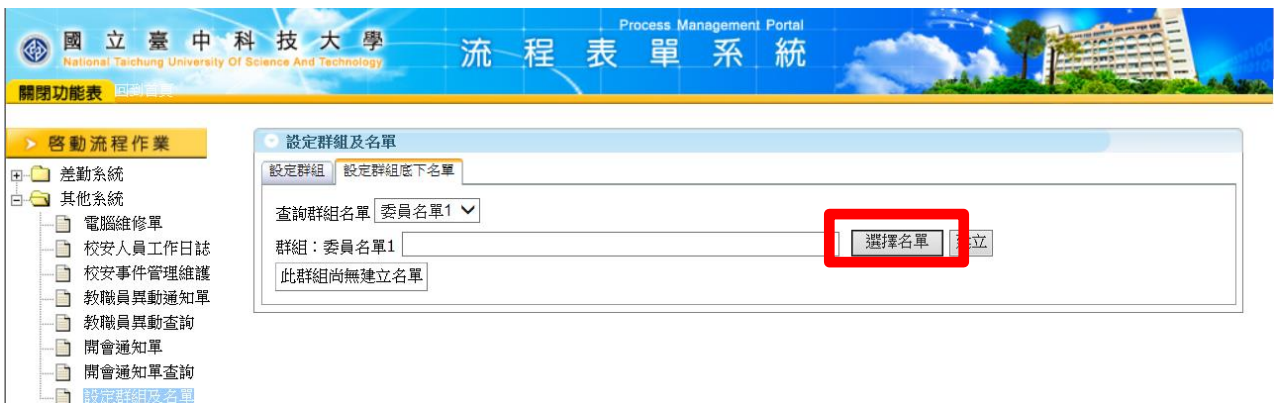 Process Management Portal
國立臺中科技大學 流程表單系統
National Taichung University Of Science And Technology
關閉功能表 回到首頁
啓動流程作業
差勤系統
其他系統
電腦維修單
校安人員工作日誌
校安事件管理維護
教職員異動通知單
教職員異動查詢
開會通知單
開會通知單查詢
設定群組及名單
設定群組及名單
設定群組 設定群組底下名單
查詢群組名單 委員名單1
群組：委員名單1 選擇名單 建立
此群組尚無建立名單